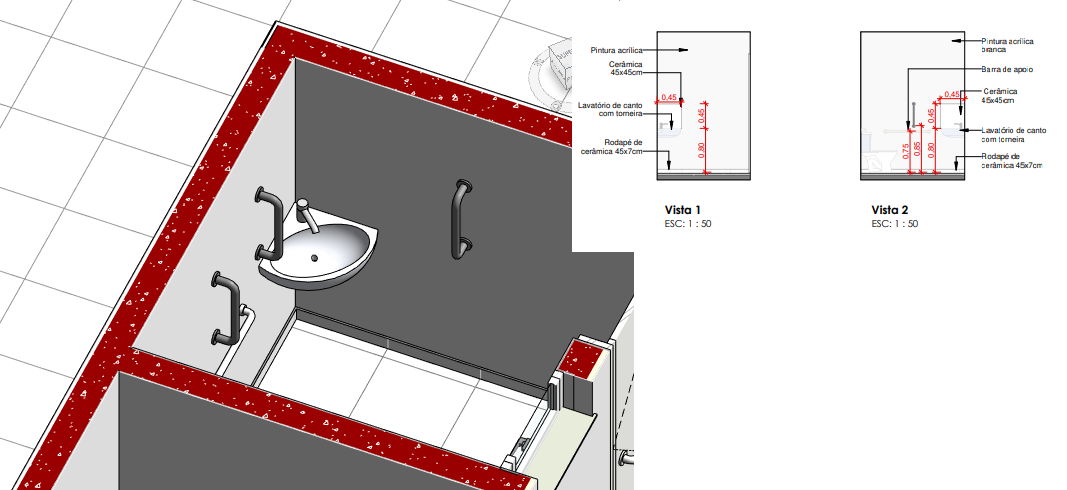 Pintura acrílica
Cerâmica
45x45cm
0,45
Lavatório de canto
com torneira
0,45
Rodapé de
cerâmica 45x7cm
0,80
Vista 1
ESC: 1 : 50
Pintura acrílica
branca
Barra de apoio
Cerâmica
45x45cm
0,45
0,45
Lavatório de canto
com torneira
0,75
0,85
0,80
Rodapé de
cerâmica 45x7cm
Vista 2
ESC: 1 : 50